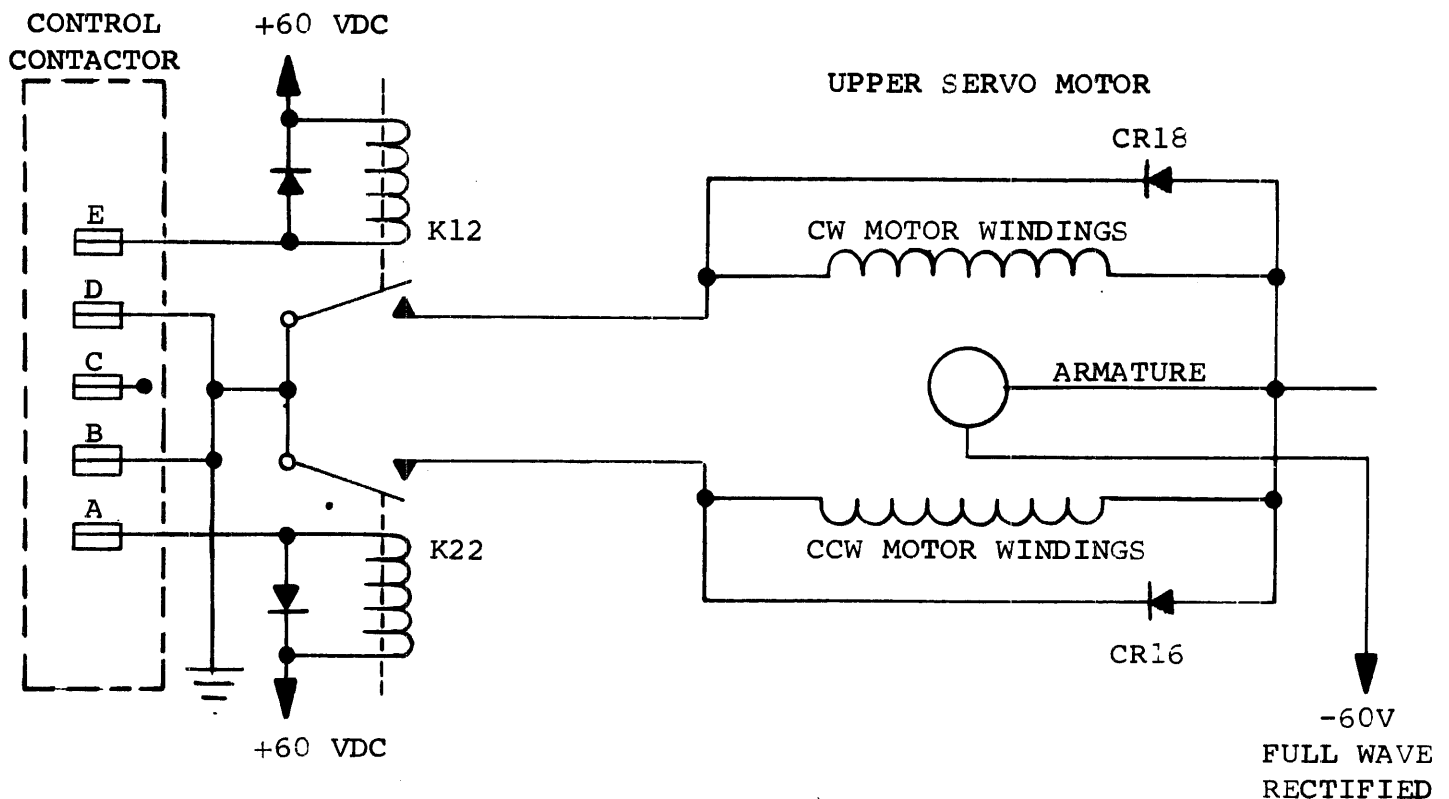 CONTROL
CONTACTOR
+60 VDC
UPPER SERVO MOTOR
CR18
E
K12
CW MOTOR WINDINGS
D
C
ARMATURE
B
A
K22
CCW MOTOR WINDINGS
CR16
+60 VDC
-60V
FULL WAVE
RECTIFIED